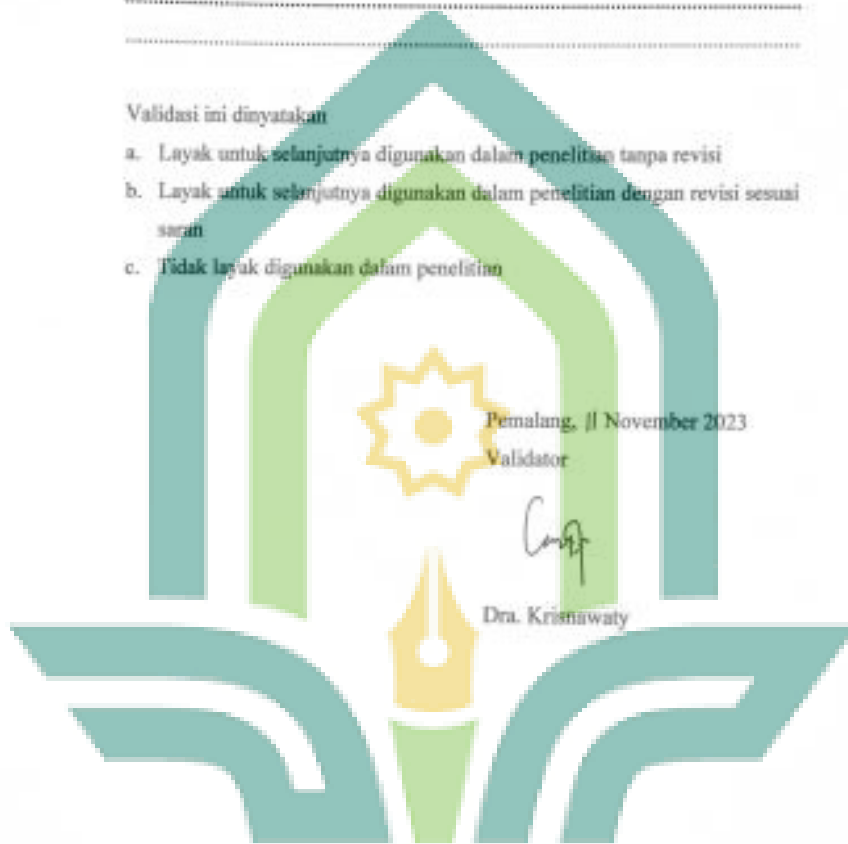 Validasi ini dinyatakan
a. Layak untuk selanjutnya digunakan dalam penelitian tanpa revisi
b. Layak untuk selanjutnya digunakan dalam penelitian dengan revisi sesuai
saran
c. Tidak layak digunakan dalam penelitian
Pemalang, 11 November 2023
Validator
Dra. Krisnawaty